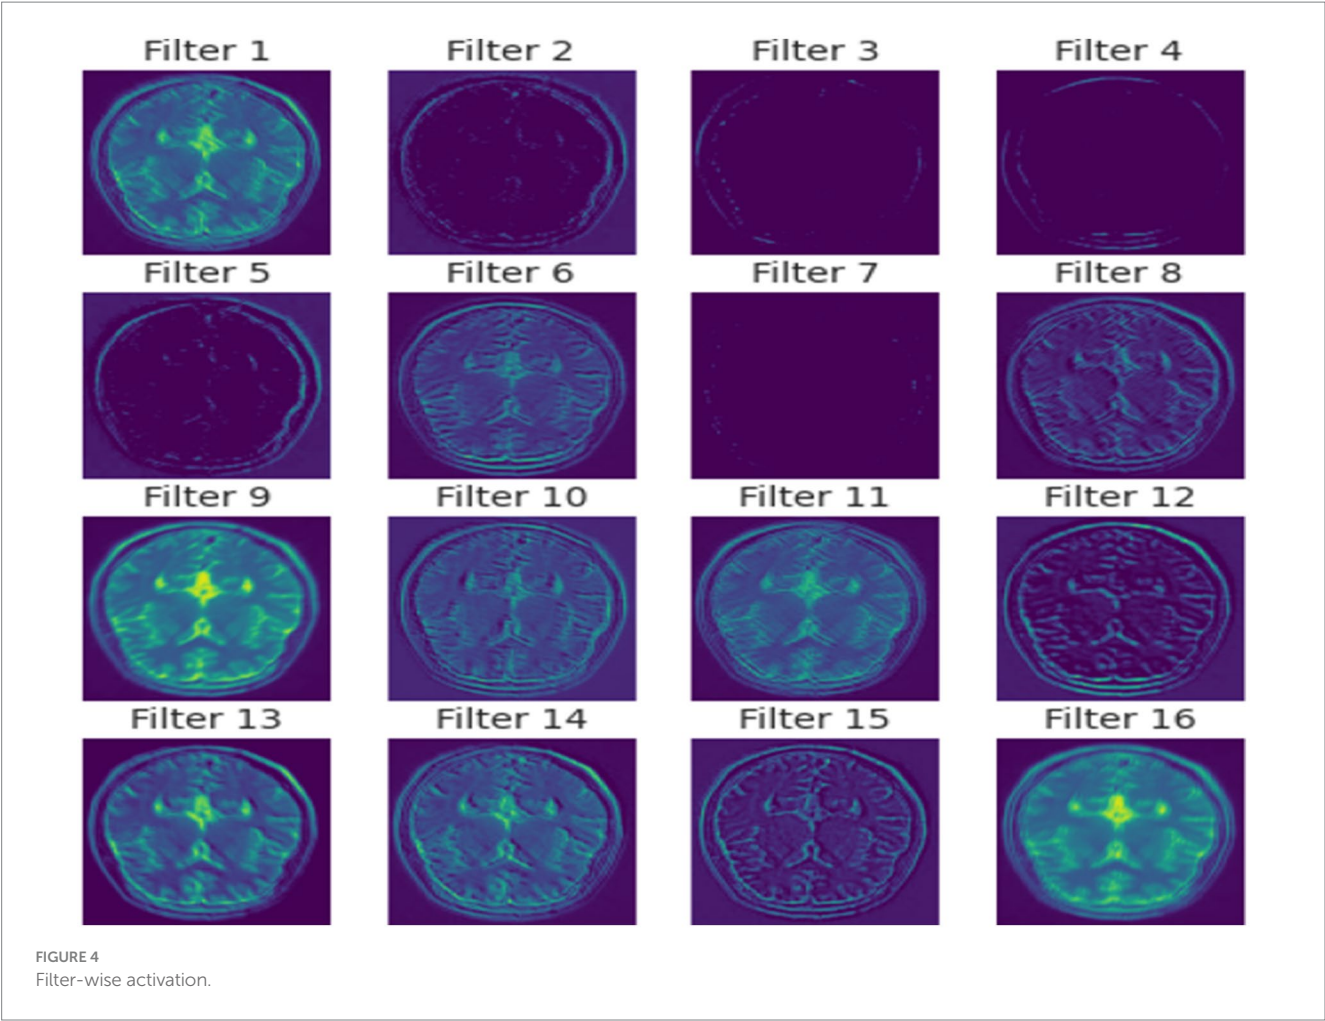 Filter 1
Filter 2
Filter 3
Filter 4
Filter 5
Filter 6
Filter 7
Filter 8
Filter 9
Filter 10
Filter 11
Filter 12
Filter 13
Filter 14
Filter 15
Filter 16
FIGURE 4
Filter-wise activation.